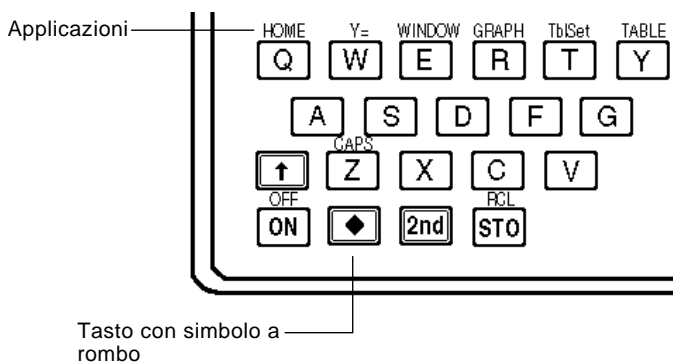 HOME Y= WINDOW GRAPH TblSet TABLE
Applicazioni
Q W E R T Y
A S D F G
CAPS
Z X C V
OFF RCL
ON 2nd STO
Tasto con simbolo a
rombo